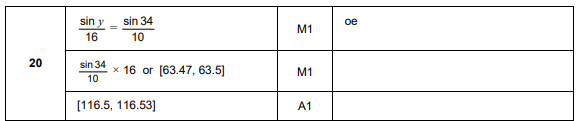 20
sin y / 16 = sin 34 / 10 M1 oe
sin 34 / 10 × 16 or [63.47, 63.5] M1
[116.5, 116.53] A1